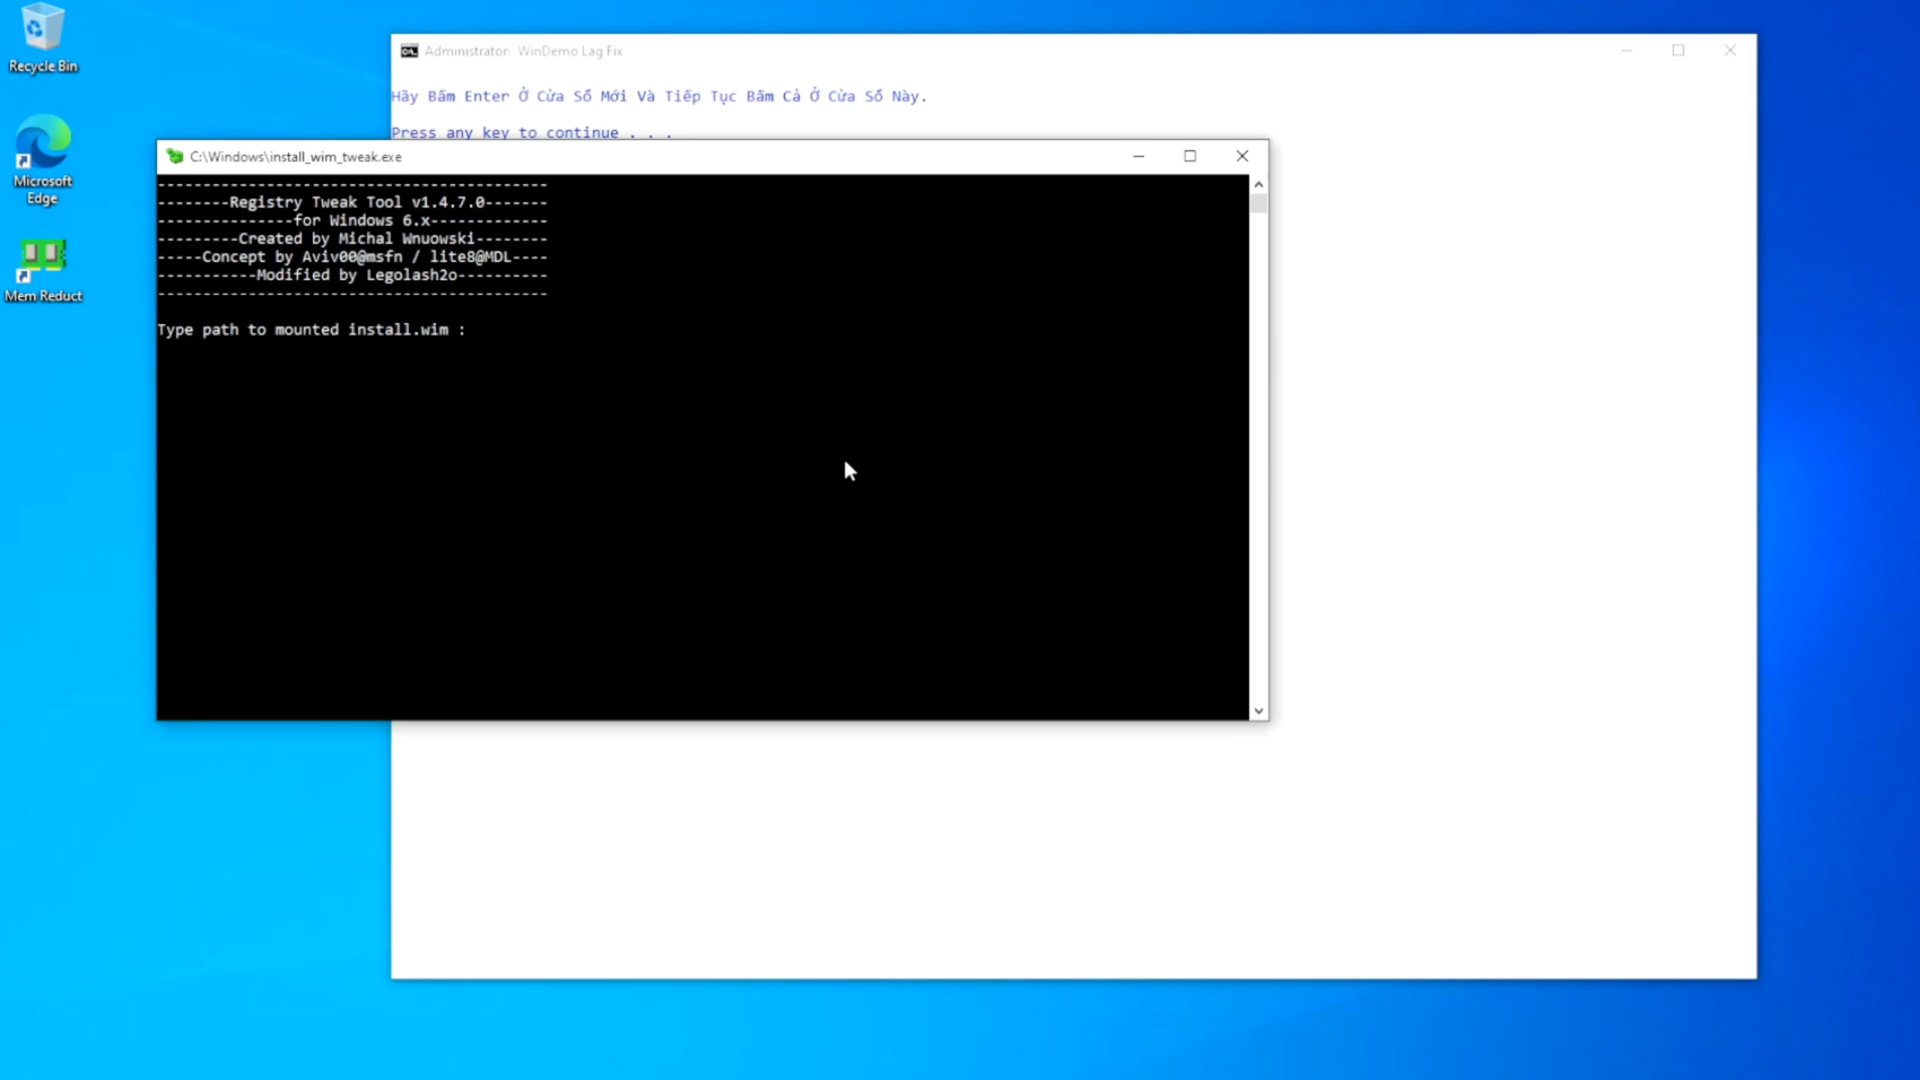 Recycle Bin
Microsoft
Edge
Mem Reduct
Administrator:  WinDemo Lag Fix
Hãy Bấm Enter Ở Cửa Sổ Mới Và Tiếp Tục Bấm Cả Ở Cửa Sổ Này.
Press any key to continue . . .
C:\Windows\install_wim_tweak.exe
-------------------------------------------
--------Registry Tweak Tool v1.4.7.0-------
---------------for Windows 6.x-------------
---------Created by Michal Wnuowski--------
-----Concept by Aviv00@msfn / lite8@MDL----
-----------Modified by Legolash2o----------
-------------------------------------------
Type path to mounted install.wim :